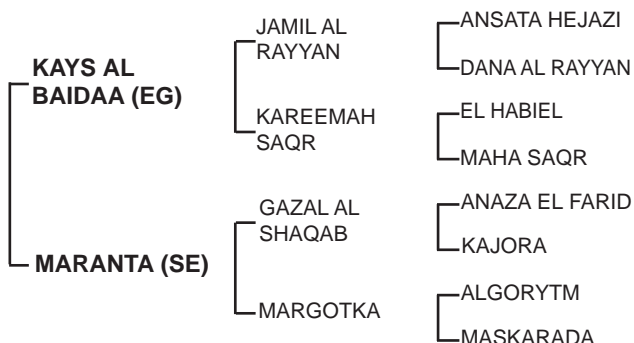 KAYS AL
BAIDAA (EG)
JAMIL AL
RAYYAN
ANSATA HEJAZI
DANA AL RAYYAN
KAREEMAH
SAQR
EL HABIEL
MAHA SAQR
MARANTA (SE)
GAZAL AL
SHAQAB
ANAZA EL FARID
KAJORA
MARGOTKA
ALGORYTM
MASKARADA